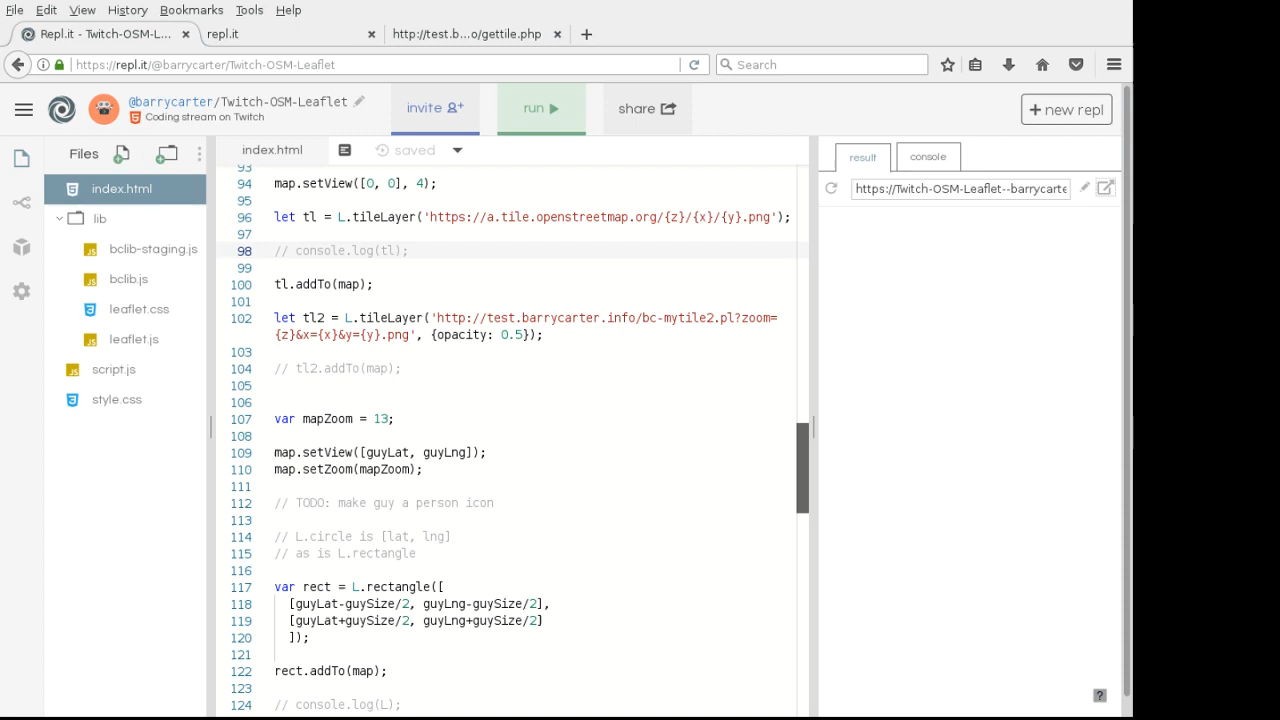 File Edit View History Barrymarks Tools Help
Repl.it - Twitch-OSM-L... × repl.it × http://test.b...o/gettile.php × +
https://repl.it/@barrycarter/Twitch-OSM-Leaflet Search
@barrycarter/Twitch-OSM-Leaflet
Coding stream on Twitch
invite
run
share
+ new repl
Files
index.html
saved
result
console
https://Twitch-OSM-Leaflet--barrycarte
index.html
lib
bclib-staging.js
bclib.js
leaflet.css
leaflet.js
script.js
style.css
93
94 map.setView([0, 0], 4);
95
96 let tl = L.tileLayer('https://a.tile.openstreetmap.org/{z}/{x}/{y}.png');
97
98 // console.log(tl);
99
100 tl.addTo(map);
101
102 let tl2 = L.tileLayer('http://test.barrycarter.info/bc-mytile2.pl?zoom=
{z}&x={x}&y={y}.png', {opacity: 0.5});
103
104 // tl2.addTo(map);
105
106
107 var mapZoom = 13;
108
109 map.setView([guyLat, guyLng]);
110 map.setZoom(mapZoom);
111
112 // TODO: make guy a person icon
113
114 // L.circle is [lat, lng]
115 // as is L.rectangle
116
117 var rect = L.rectangle([
118 [guyLat-guySize/2, guyLng-guySize/2],
119 [guyLat+guySize/2, guyLng+guySize/2]
120 ]);
121
122 rect.addTo(map);
123
124 // console.log(L);
?